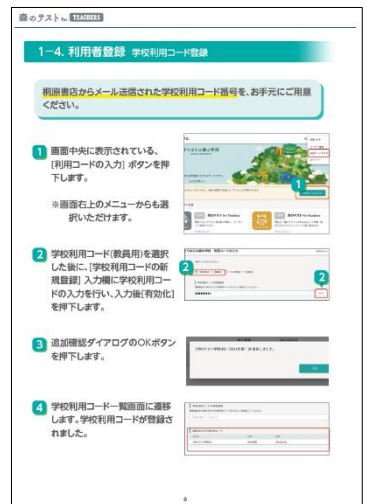 森のテスト for TEACHERS
1-4. 利用者登録 学校利用コード登録
桐原書店からメール送信された学校利用コード番号を、お手元にご用意
ください。
1 画面中央に表示されている、
[利用コードの入力] ボタンを押
下します。
※画面右上のメニューからも選
択いただけます。
1
2 学校利用コード(教員用)を選択
した後に、[学校利用コードの新
規登録] 入力欄に学校利用コー
ドの入力を行い、入力後[有効化]
を押下します。
2
2
3 追加確認ダイアログのOKボタン
を押下します。
4 学校利用コード一覧画面に遷移
します。学校利用コードが登録さ
れました。
6